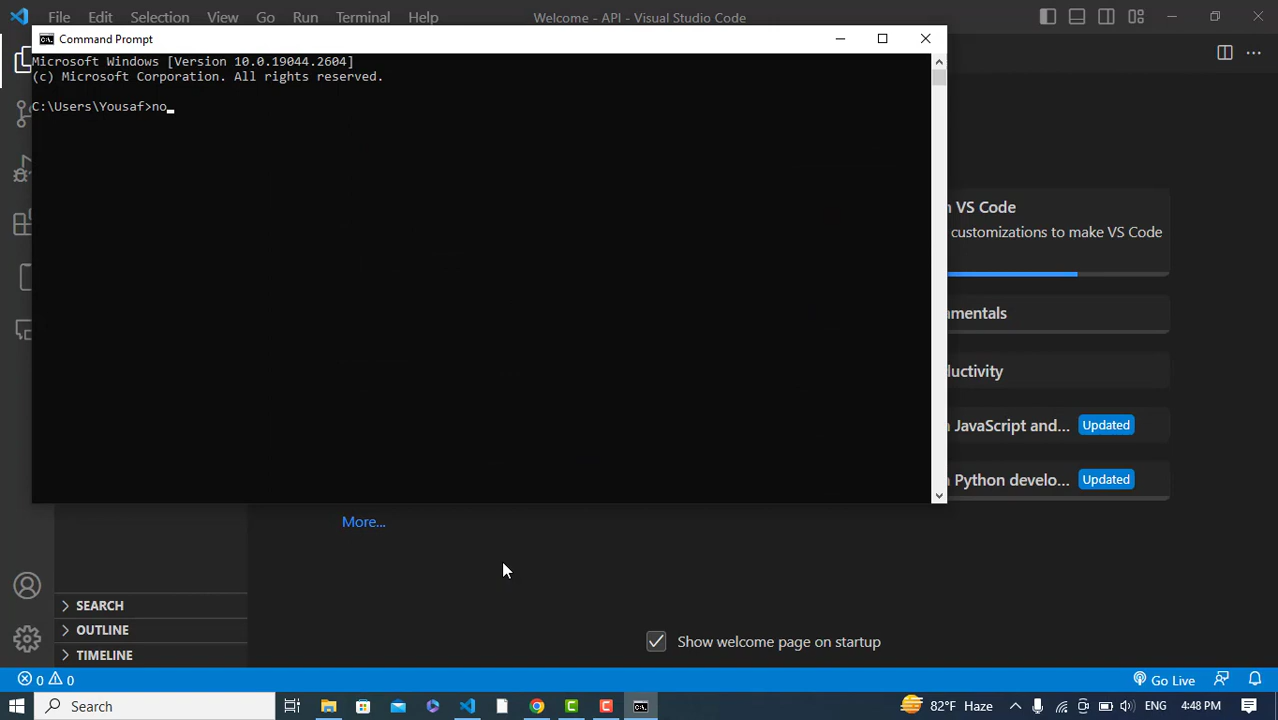 File Edit Selection View Go Run Terminal Help
Welcome - API - Visual Studio Code
Command Prompt
Microsoft Windows [Version 10.0.19044.2604]
(c) Microsoft Corporation. All rights reserved.
C:\Users\Yousaf>no
VS Code
customizations to make VS Code
JavaScript and... Updated
Python develo... Updated
More...
SEARCH
OUTLINE
TIMELINE
Show welcome page on startup
0 0
Go Live
Search
82°F Haze
ENG
4:48 PM